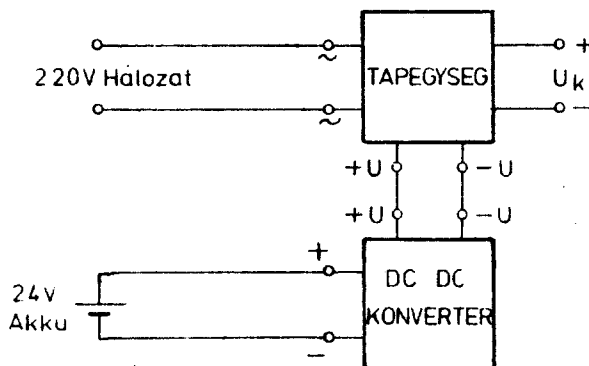 ~
220V Hálozat
~
TAPEGYSEG
+
Uk
−
+U −U
+U −U
+
24V
Akku
−
DC DC
KONVERTER